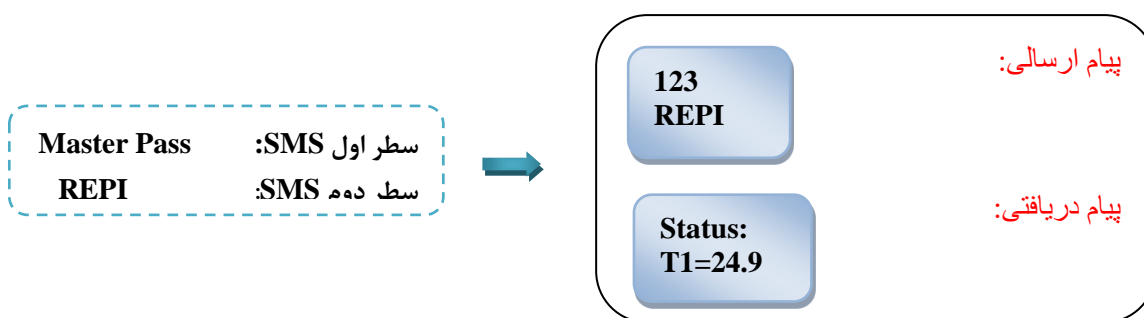 سطر اول SMS: Master Pass
سطر دوم SMS: REPI
پیام ارسالی:
123
REPI
پیام دریافتی:
Status:
T1=24.9